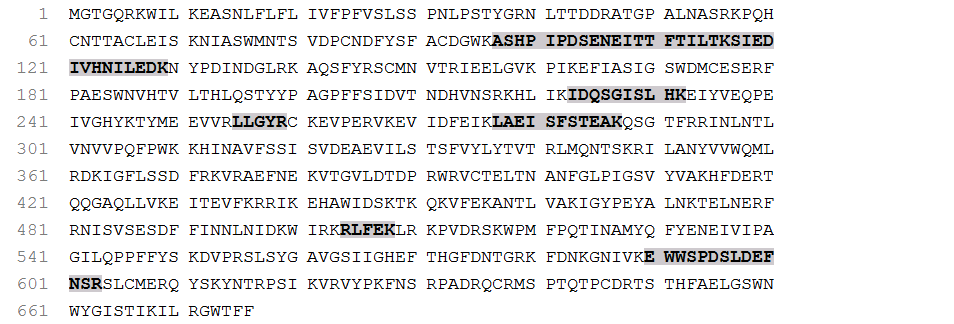 1 MGTGQRKWIL KEASNLFLFL IVFPFVSLSS PNLPSTYGRN LTTDDRATGP ALNASRKPQH
61 CNTTACLEIS KNIASWMNTS VDPCNDFYSF ACDGWKASHP IPDSENEITT FTILTKSIED
121 IVHNILEDKN YPDINDGLRK AQSFYRSCMN VTRIEELGVK PIKEFIASIG SWDMCESERF
181 PAESWNVHTV LTHLQSTYYP AGPFFSIDVT NDHVNSRKHL IKIDQSGISL HKEIYVEQPE
241 IVGHYKTYME EVVRLLGYRC KEVPERVKEV IDFEIKLAEI SFSTEAKQSG TFRRINLNTL
301 VNVVPQFPWK KHINAVFSSI SVDEAEVILS TSFVYLYTVT RLMQNTSKRI LANYVVWQML
361 RDKIGFLSSD FRKVRAEFNE KVTGVLDTDP RWRVCTELTN ANFGLPIGSV YVAKHFDERT
421 QQGAQLLVKE ITEVFKRRIK EHAWIDSKTK QKVFEKANTL VAKIGYPEYA LNKTELNERF
481 RNISVSESDF FINNLNIDKW IRKRLFEKLR KPVDRSKWPM FPQTINAMYQ FYENEIVIPA
541 GILQPPFFYS KDVPRSLSYG AVGSIIGHEF THGFDNTGRK FDNKGNIVKE WWSPDSLDEF
601 NSRSLCMERQ YSKYNTRPSI KVRVYPKFNS RPADRQCRMS PTQTPCDRTS THFAELGSWN
661 WYGISTIKIL RGWTFF